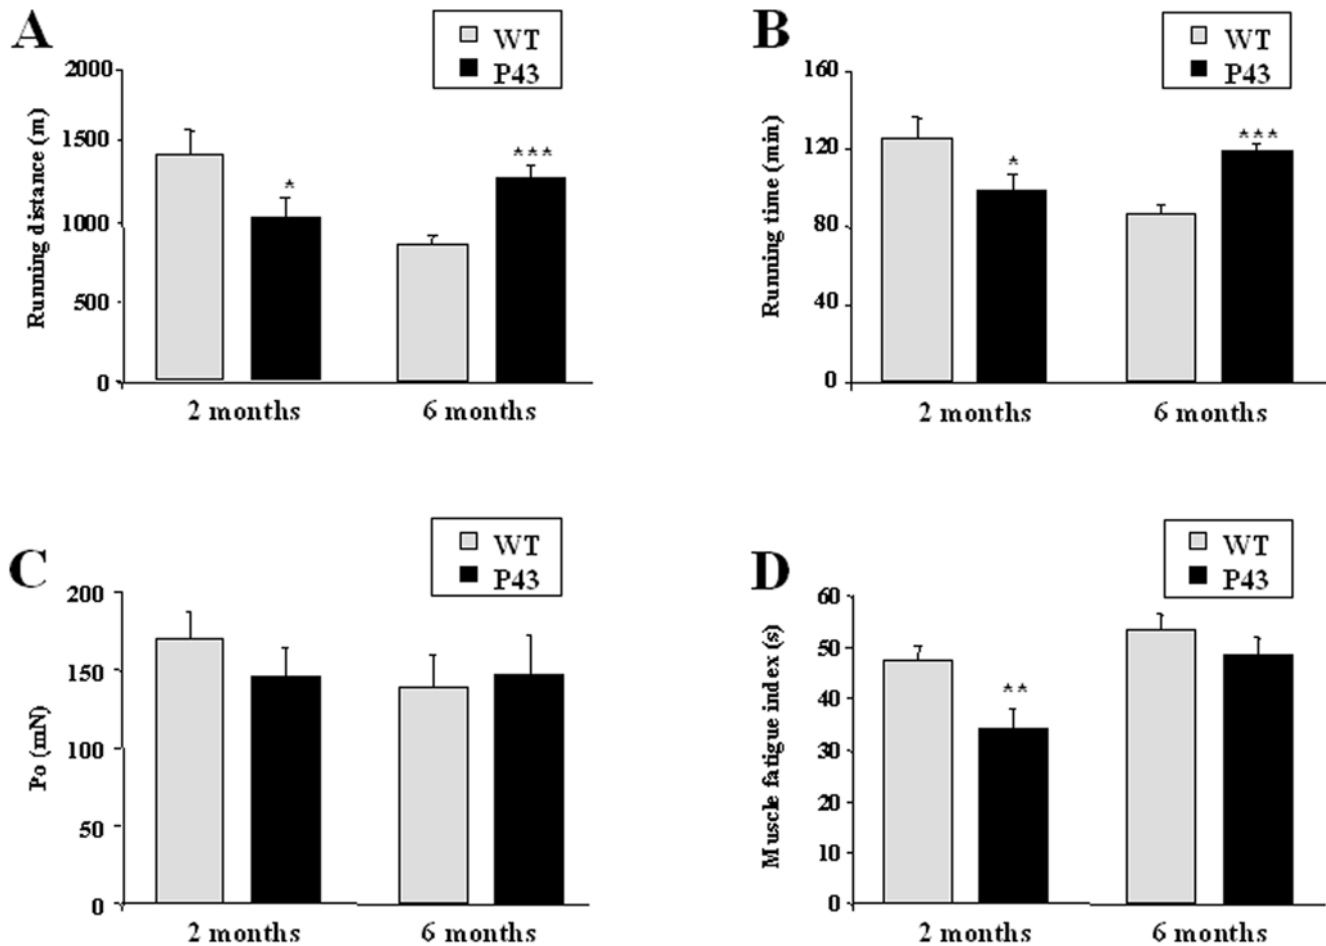 A
WT
P43
Running distance (m)
2000
1500
1000
500
0
*
***
2 months
6 months
B
WT
P43
Running time (min)
160
120
80
40
0
*
***
2 months
6 months
C
WT
P43
Po (mN)
200
150
100
50
0
2 months
6 months
D
WT
P43
Muscle fatigue index (s)
60
50
40
30
20
10
0
**
2 months
6 months